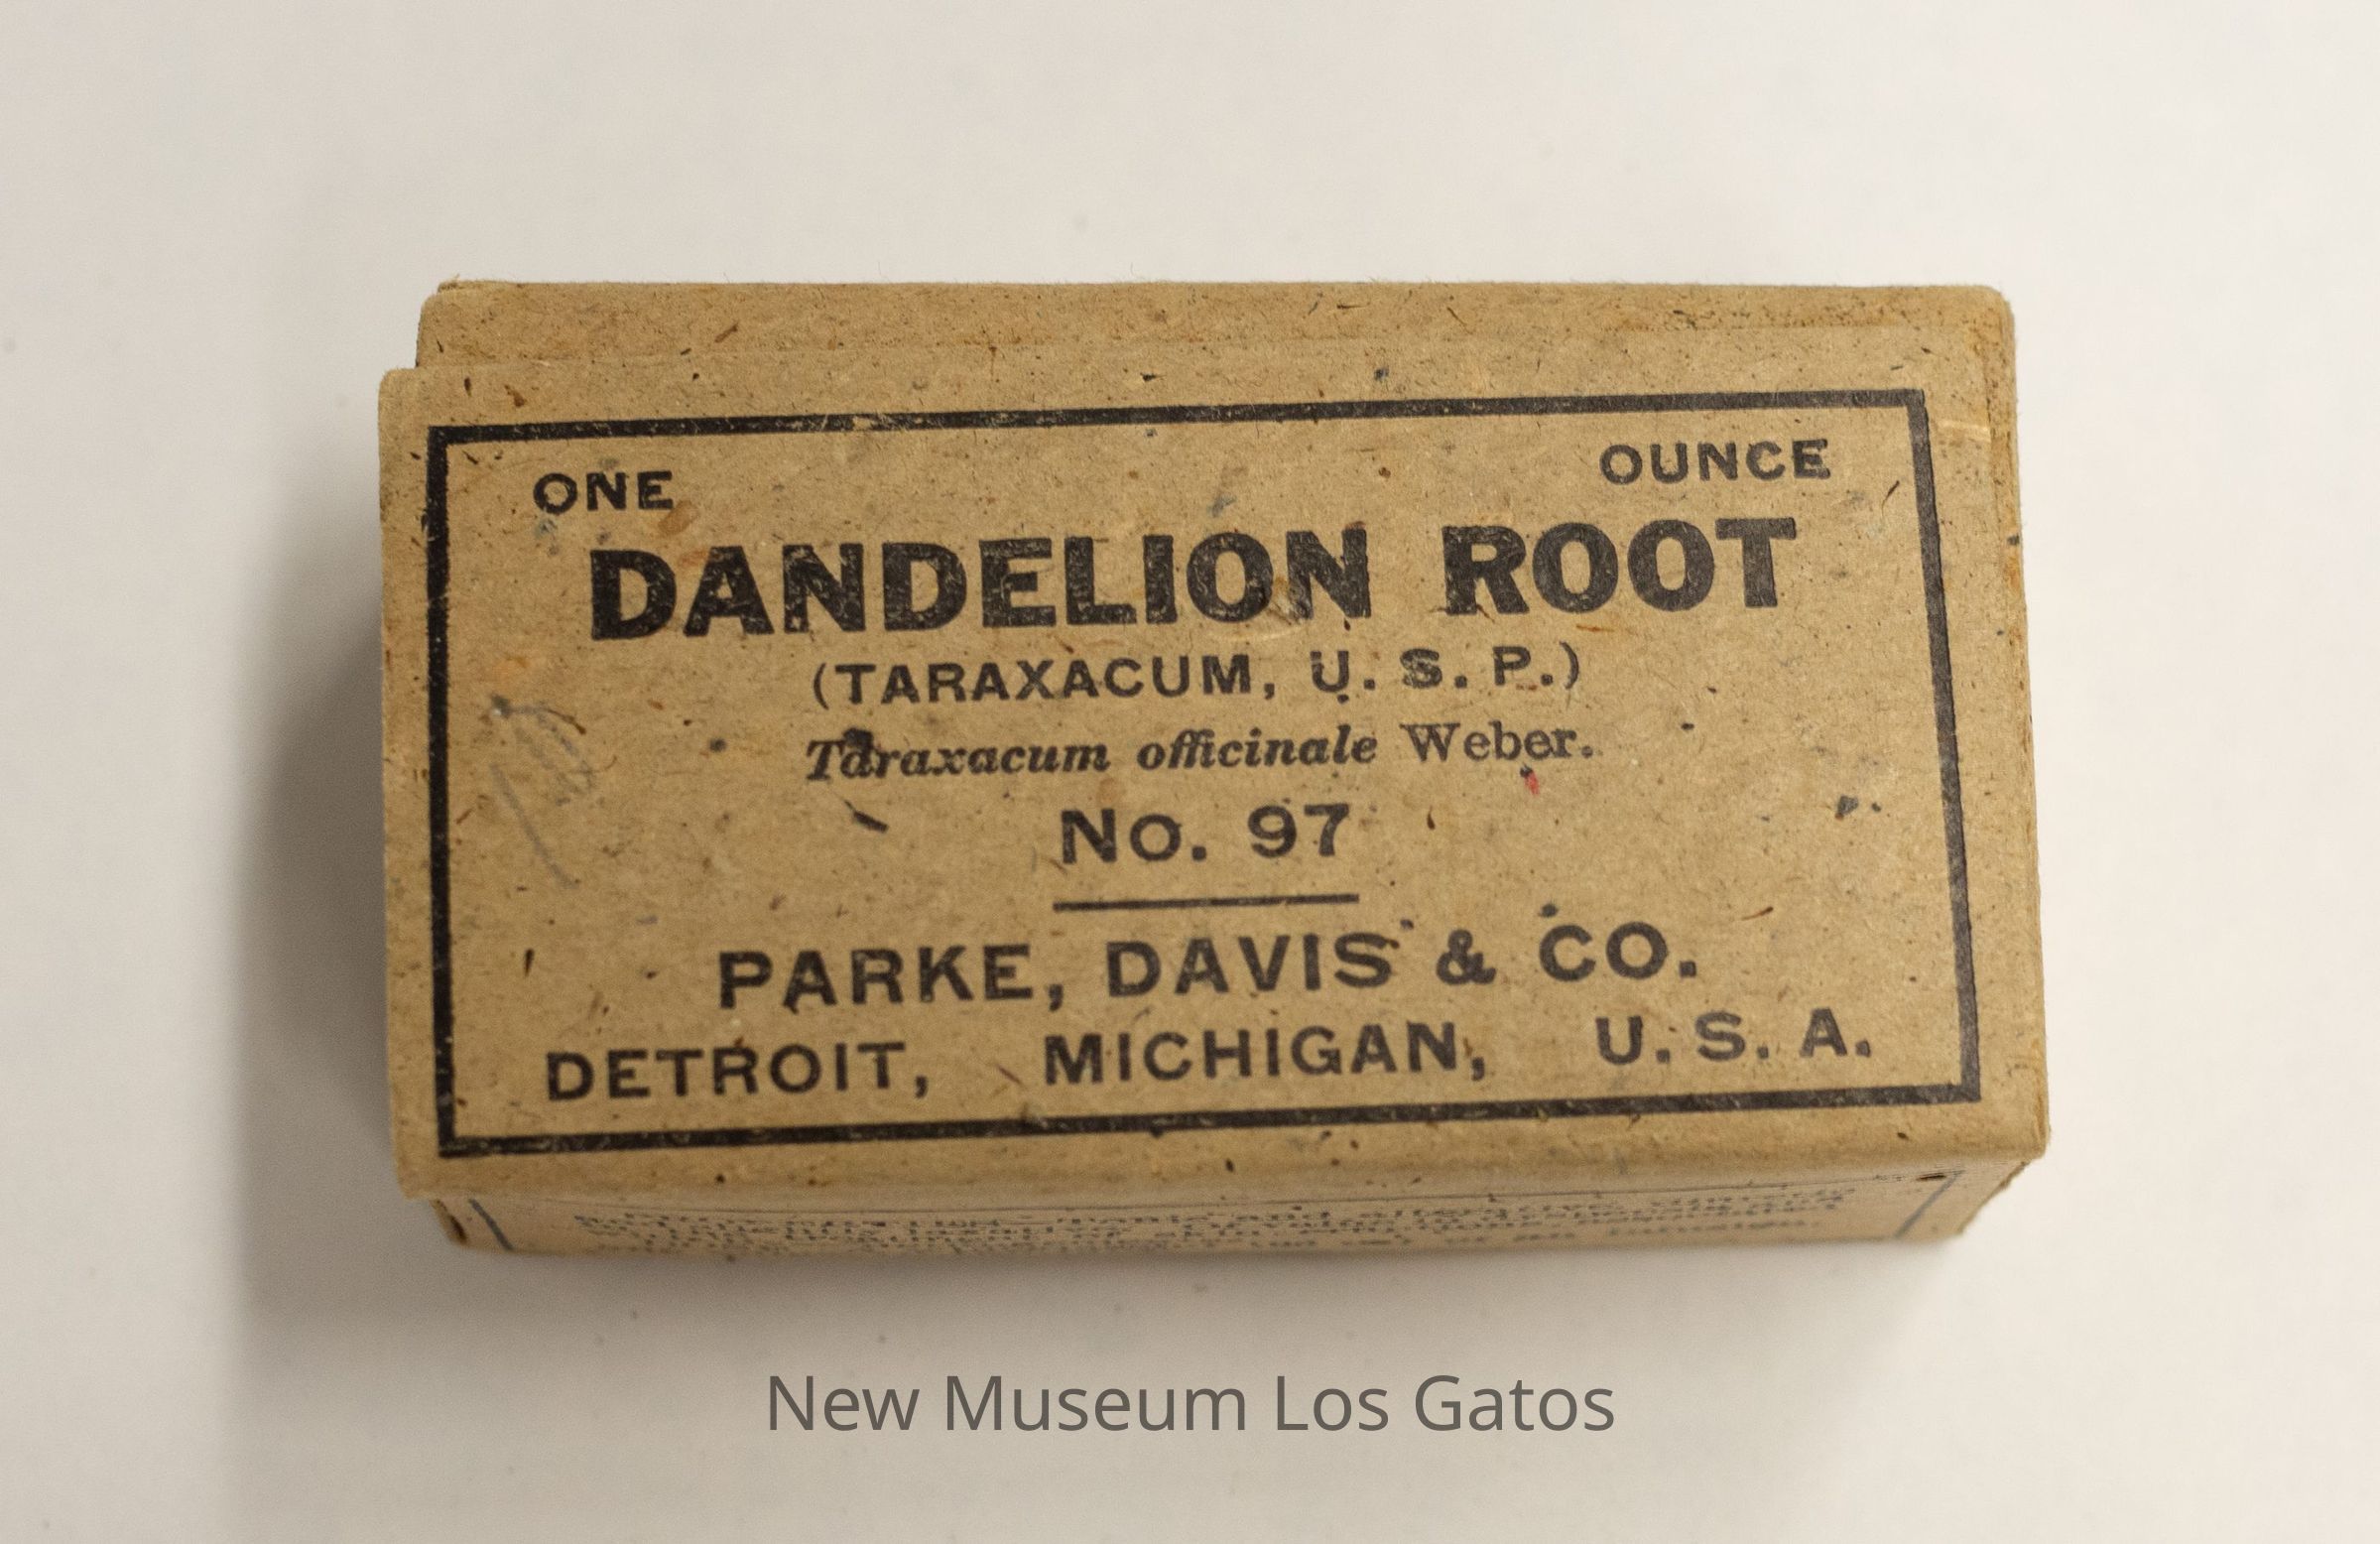 ONE OUNCE
DANDELION ROOT
(TARAXACUM, U. S. P.)
Taraxacum officinale Weber.
No. 97
PARKE, DAVIS & CO.
DETROIT, MICHIGAN, U. S. A.
New Museum Los Gatos